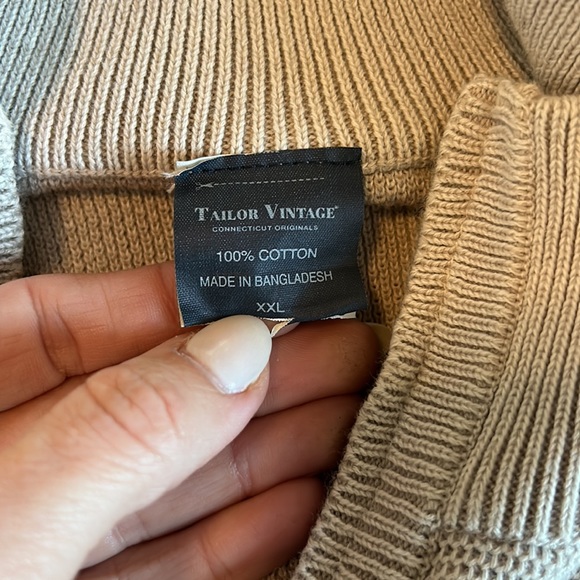 TAILOR VINTAGE®
CONNECTICUT ORIGINALS
100% COTTON
MADE IN BANGLADESH
XXL